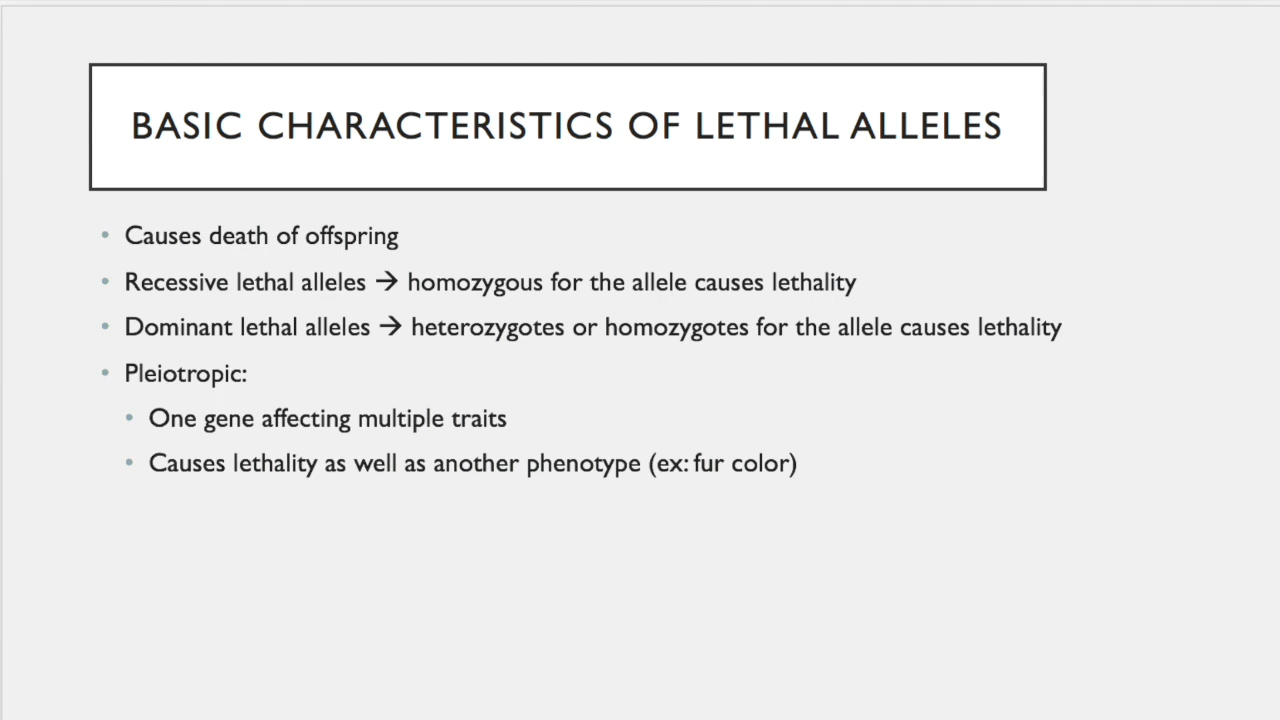 BASIC CHARACTERISTICS OF LETHAL ALLELES
• Causes death of offspring
• Recessive lethal alleles → homozygous for the allele causes lethality
• Dominant lethal alleles → heterozygotes or homozygotes for the allele causes lethality
• Pleiotropic:
• One gene affecting multiple traits
• Causes lethality as well as another phenotype (ex: fur color)